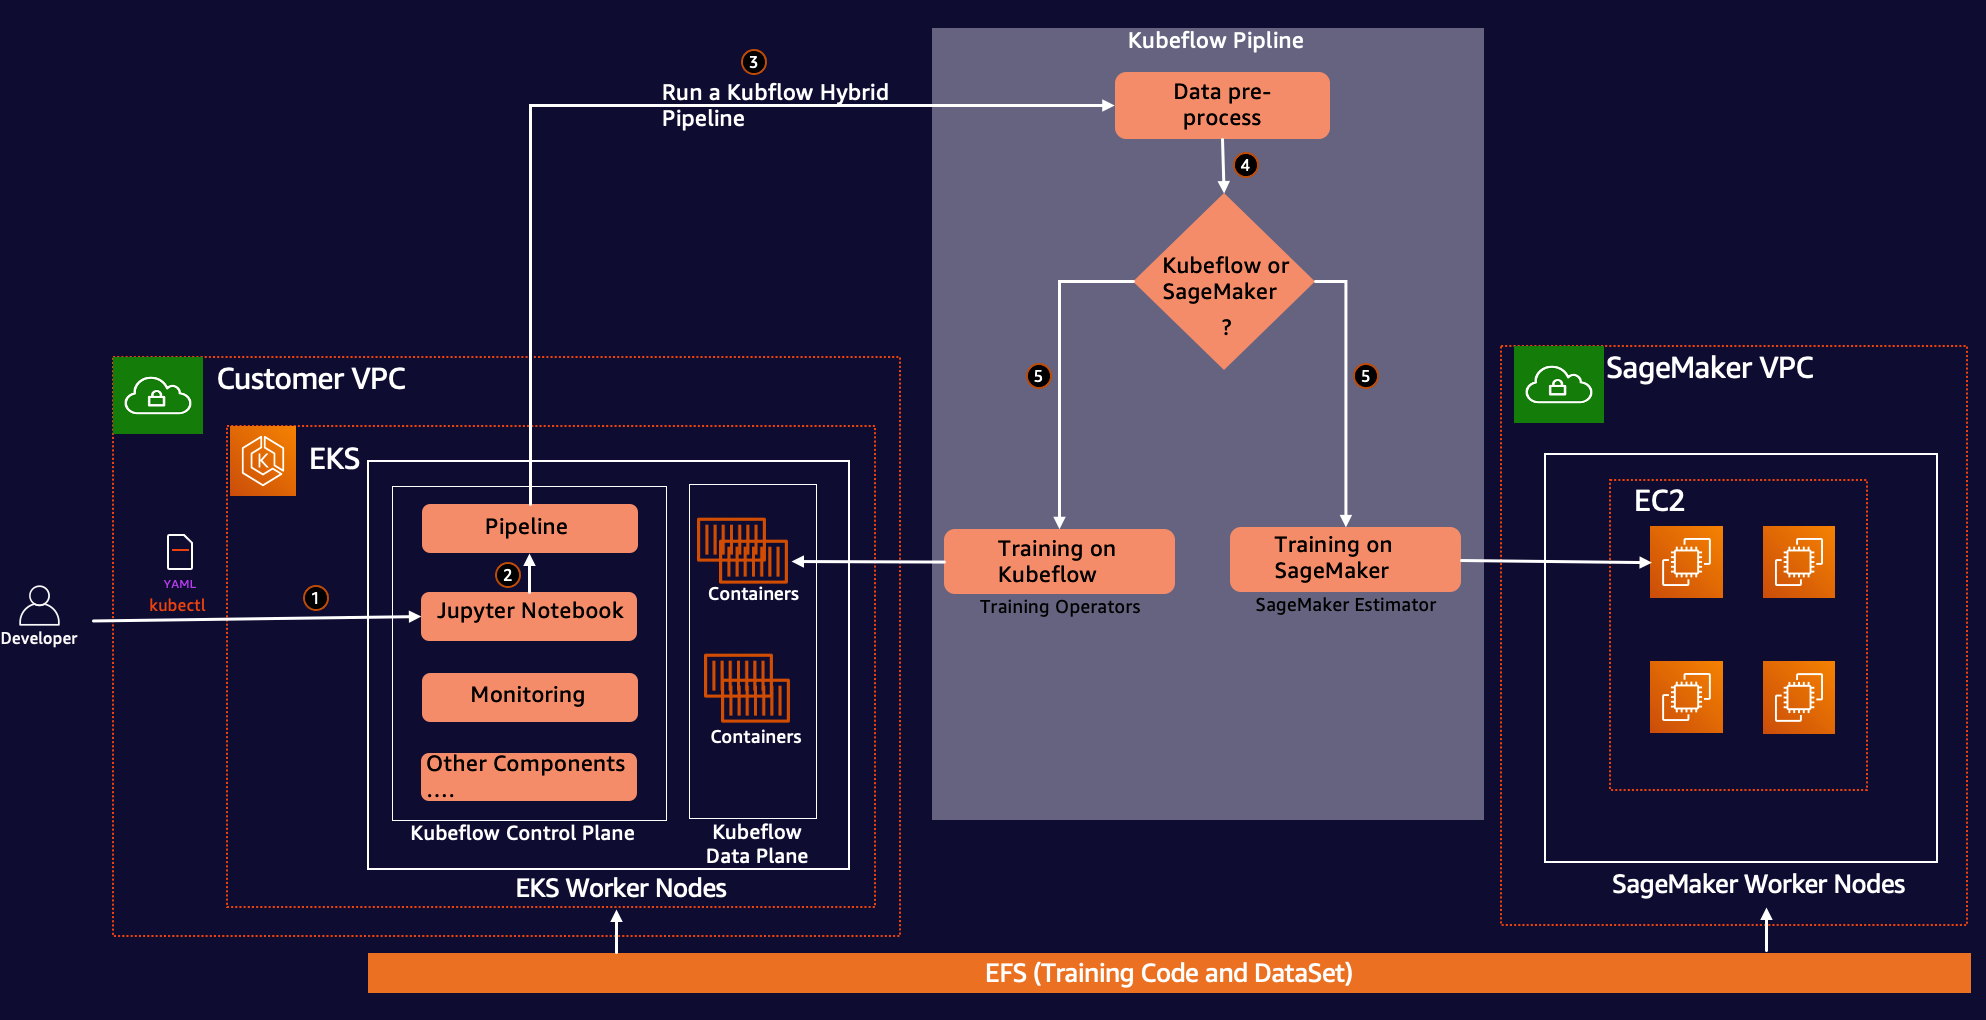 Kubeflow Pipline
3
Run a Kubflow Hybrid
Pipeline
Data pre-
process
4
Kubeflow or
SageMaker
?
5
5
Customer VPC
SageMaker VPC
EKS
EC2
Pipeline
2
Jupyter Notebook
Monitoring
Other Components
....
Kubeflow Control Plane
Containers
Containers
Kubeflow
Data Plane
EKS Worker Nodes
YAML
kubectl
1
Developer
Training on
Kubeflow
Training Operators
Training on
SageMaker
SageMaker Estimator
SageMaker Worker Nodes
EFS (Training Code and DataSet)